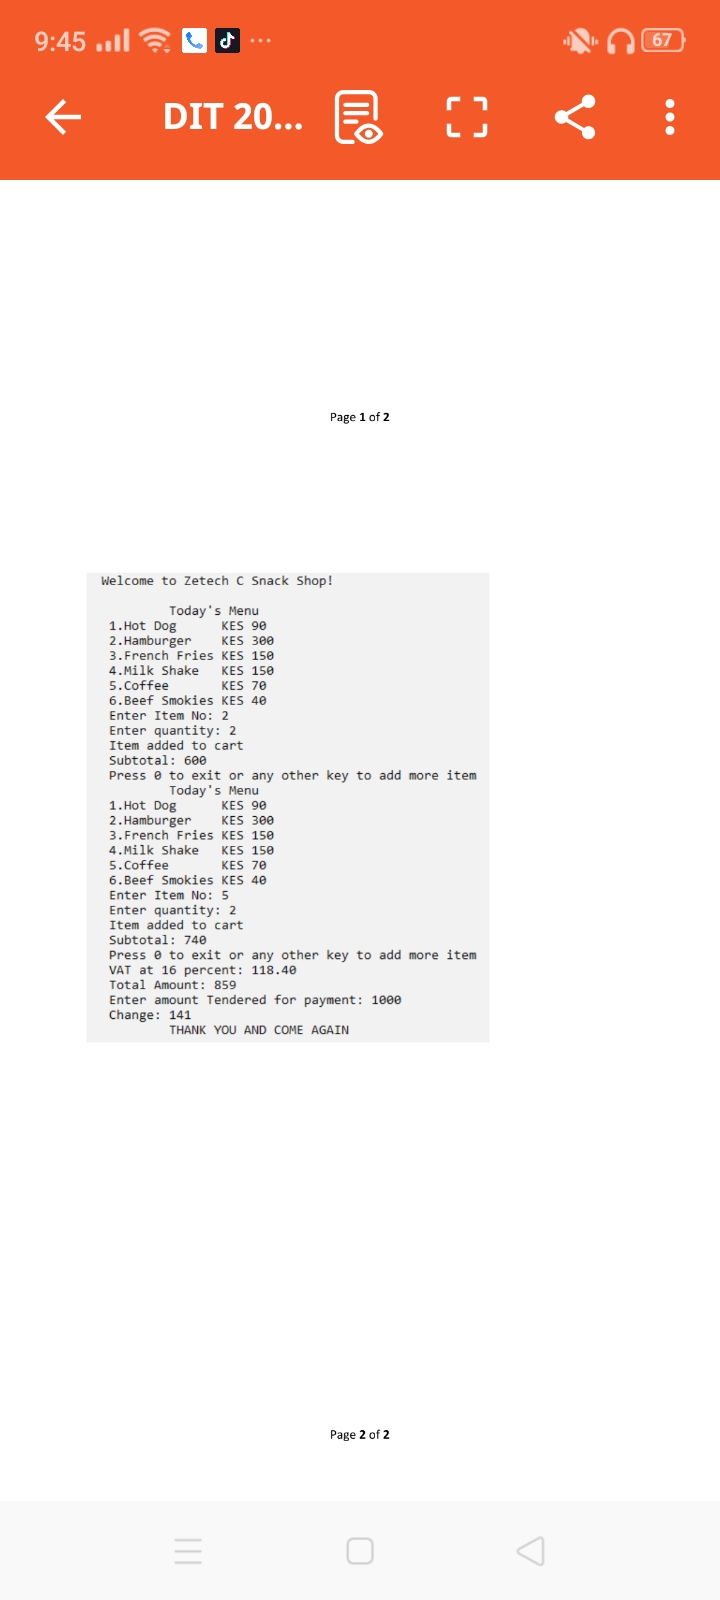 9:45
67
DIT 20...
Page 1 of 2
Welcome to Zetech C Snack Shop!
Today's Menu
1.Hot Dog KES 90
2.Hamburger KES 300
3.French Fries KES 150
4.Milk Shake KES 150
5.Coffee KES 70
6.Beef Smokies KES 40
Enter Item No: 2
Enter quantity: 2
Item added to cart
Subtotal: 600
Press 0 to exit or any other key to add more item
Today's Menu
1.Hot Dog KES 90
2.Hamburger KES 300
3.French Fries KES 150
4.Milk Shake KES 150
5.Coffee KES 70
6.Beef Smokies KES 40
Enter Item No: 5
Enter quantity: 2
Item added to cart
Subtotal: 740
Press 0 to exit or any other key to add more item
VAT at 16 percent: 118.40
Total Amount: 859
Enter amount Tendered for payment: 1000
Change: 141
THANK YOU AND COME AGAIN
Page 2 of 2